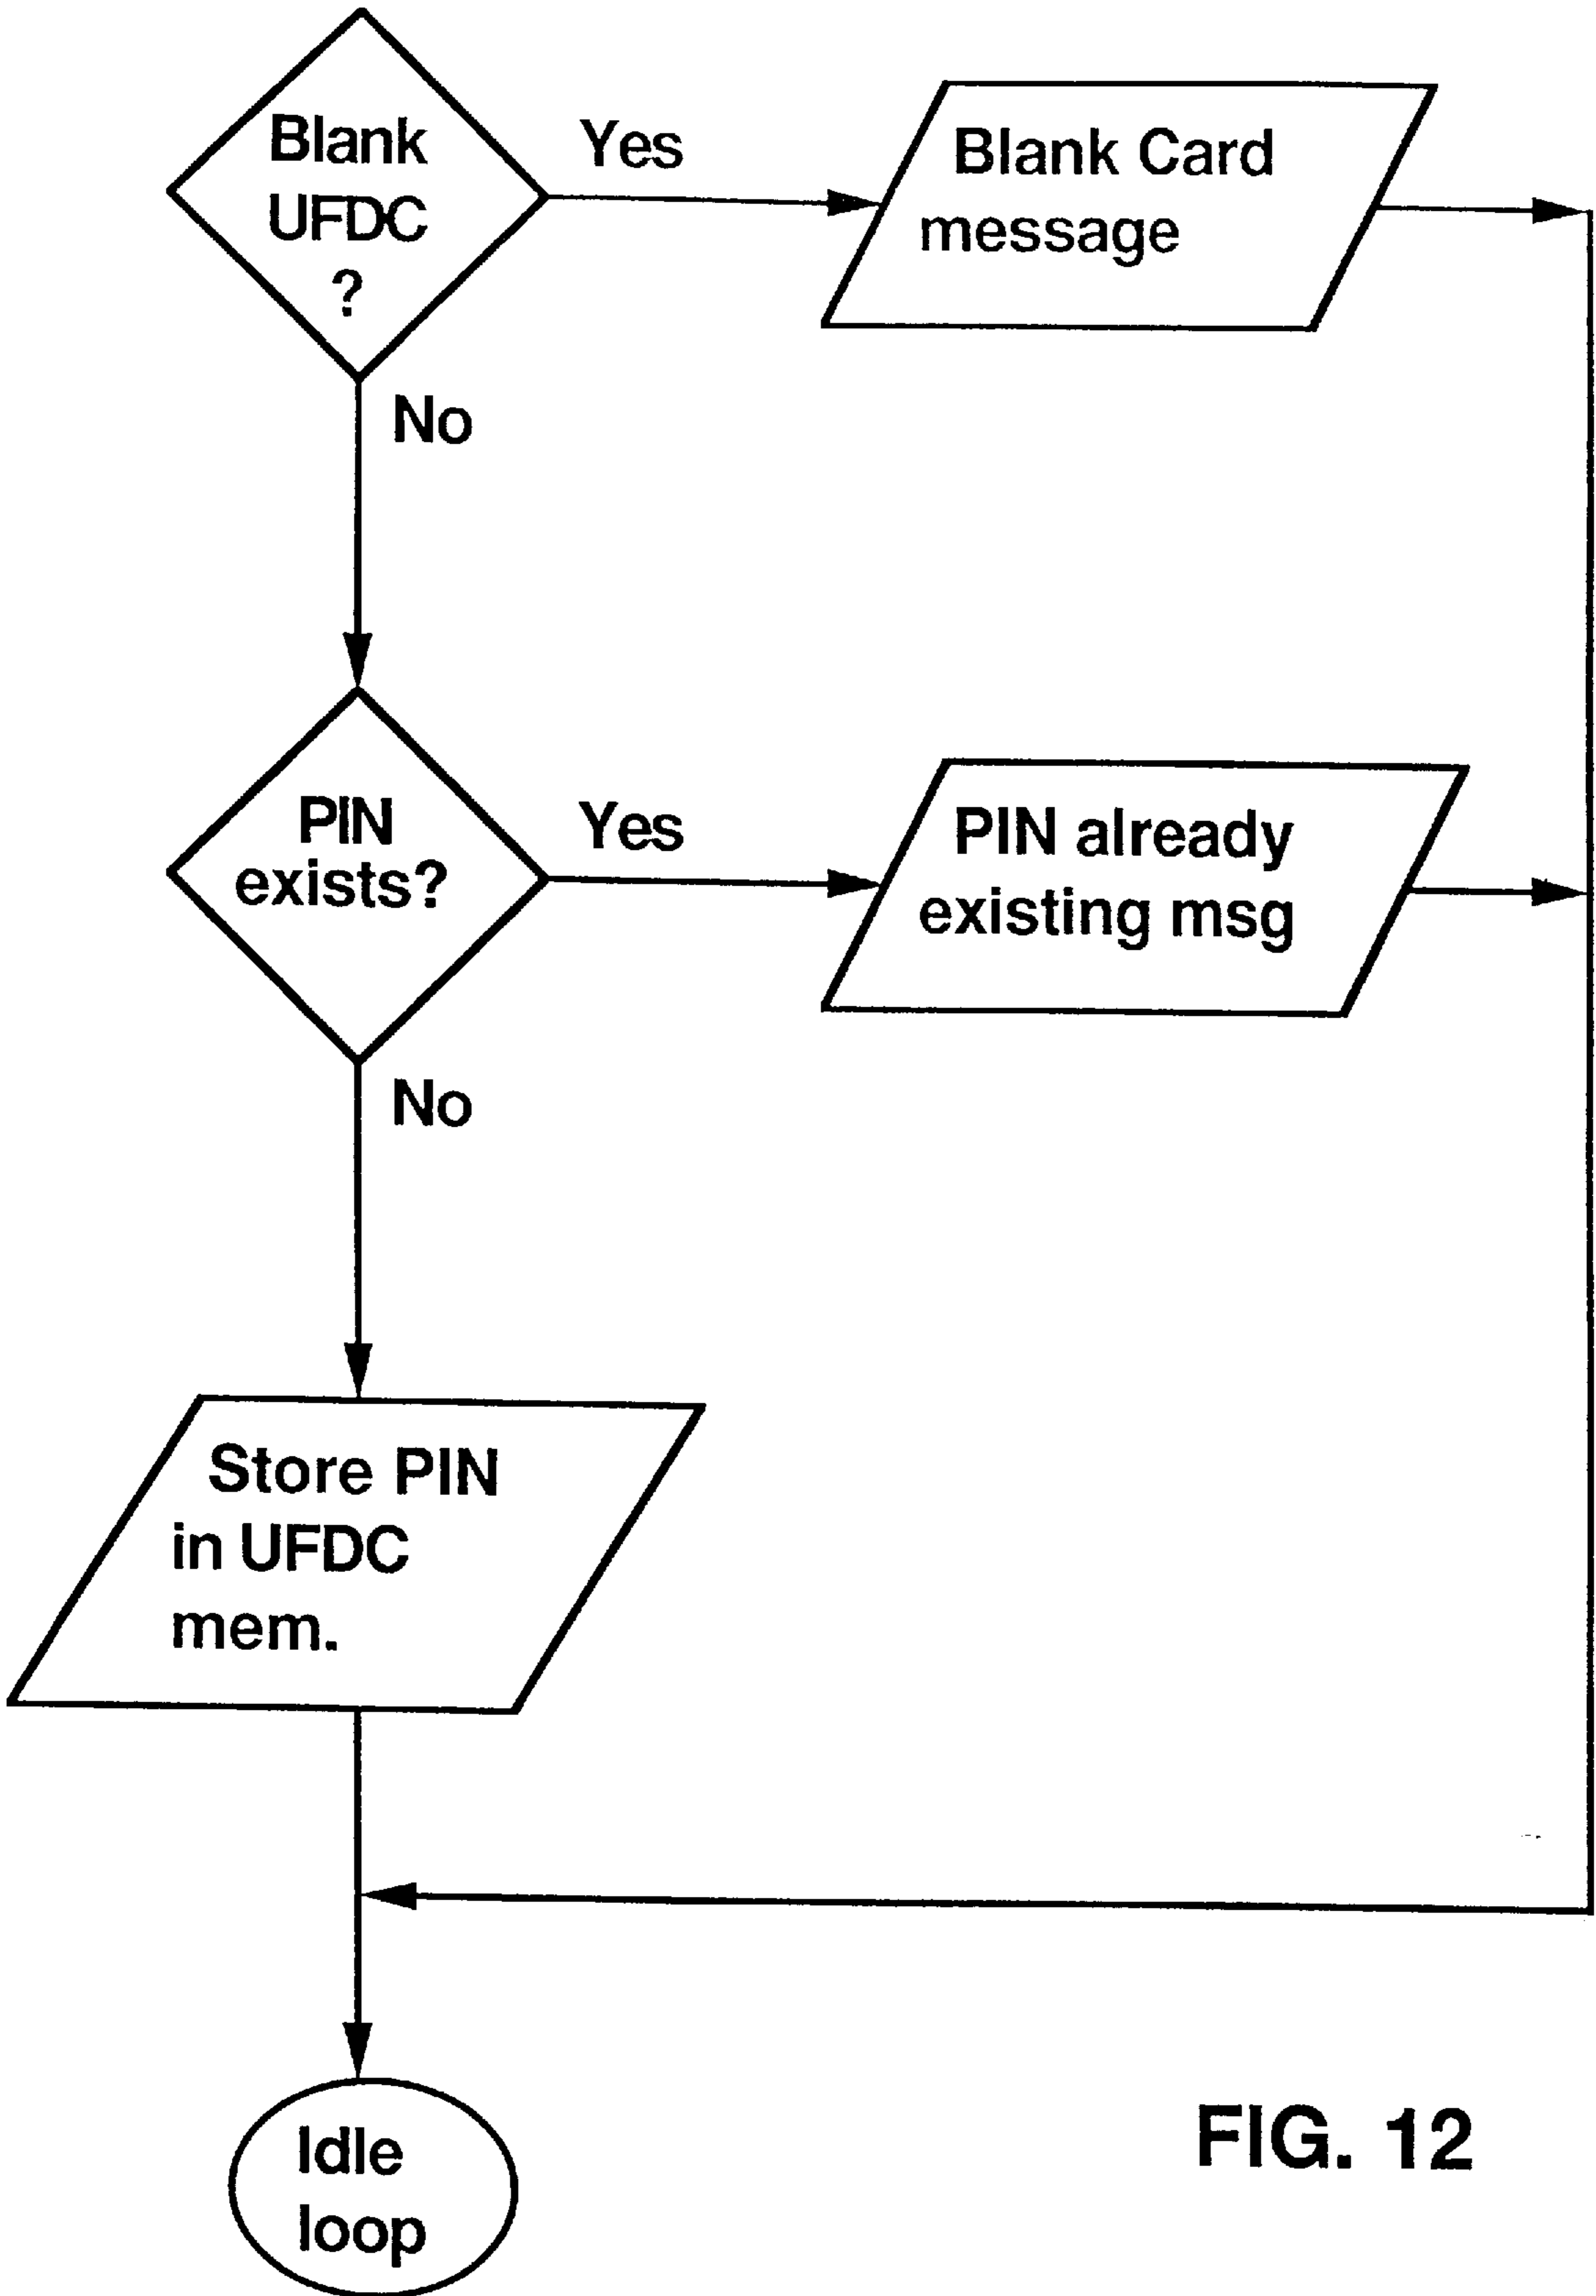 Blank
UFDC
?
Yes
Blank Card
message
No
PIN
exists?
Yes
PIN already
existing msg
No
Store PIN
in UFDC
mem.
Idle
loop
FIG. 12